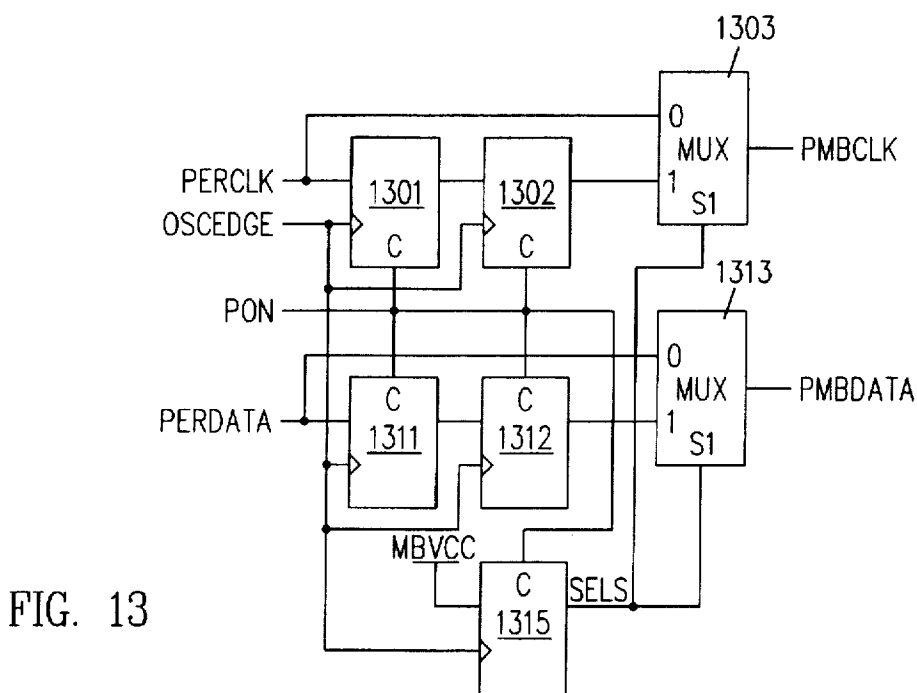 1303
0
MUX
PMBCLK
1
S1
PERCLK
1301
1302
OSCEDGE
C
C
1313
PON
0
MUX
PMBDATA
1
S1
C
C
PERDATA
1311
1312
MBVCC
C
SELS
1315
FIG. 13